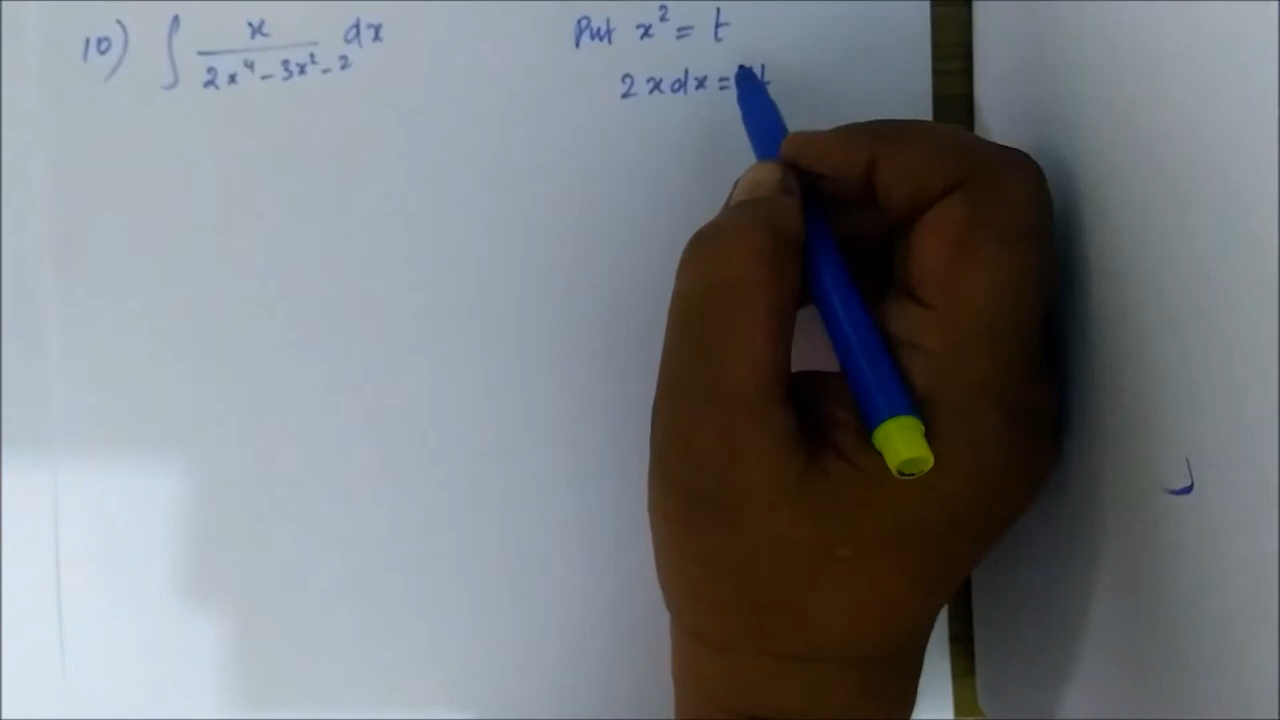 10) ∫ x / (2x⁴ - 3x² - 2) dx
Put x² = t
2x dx =